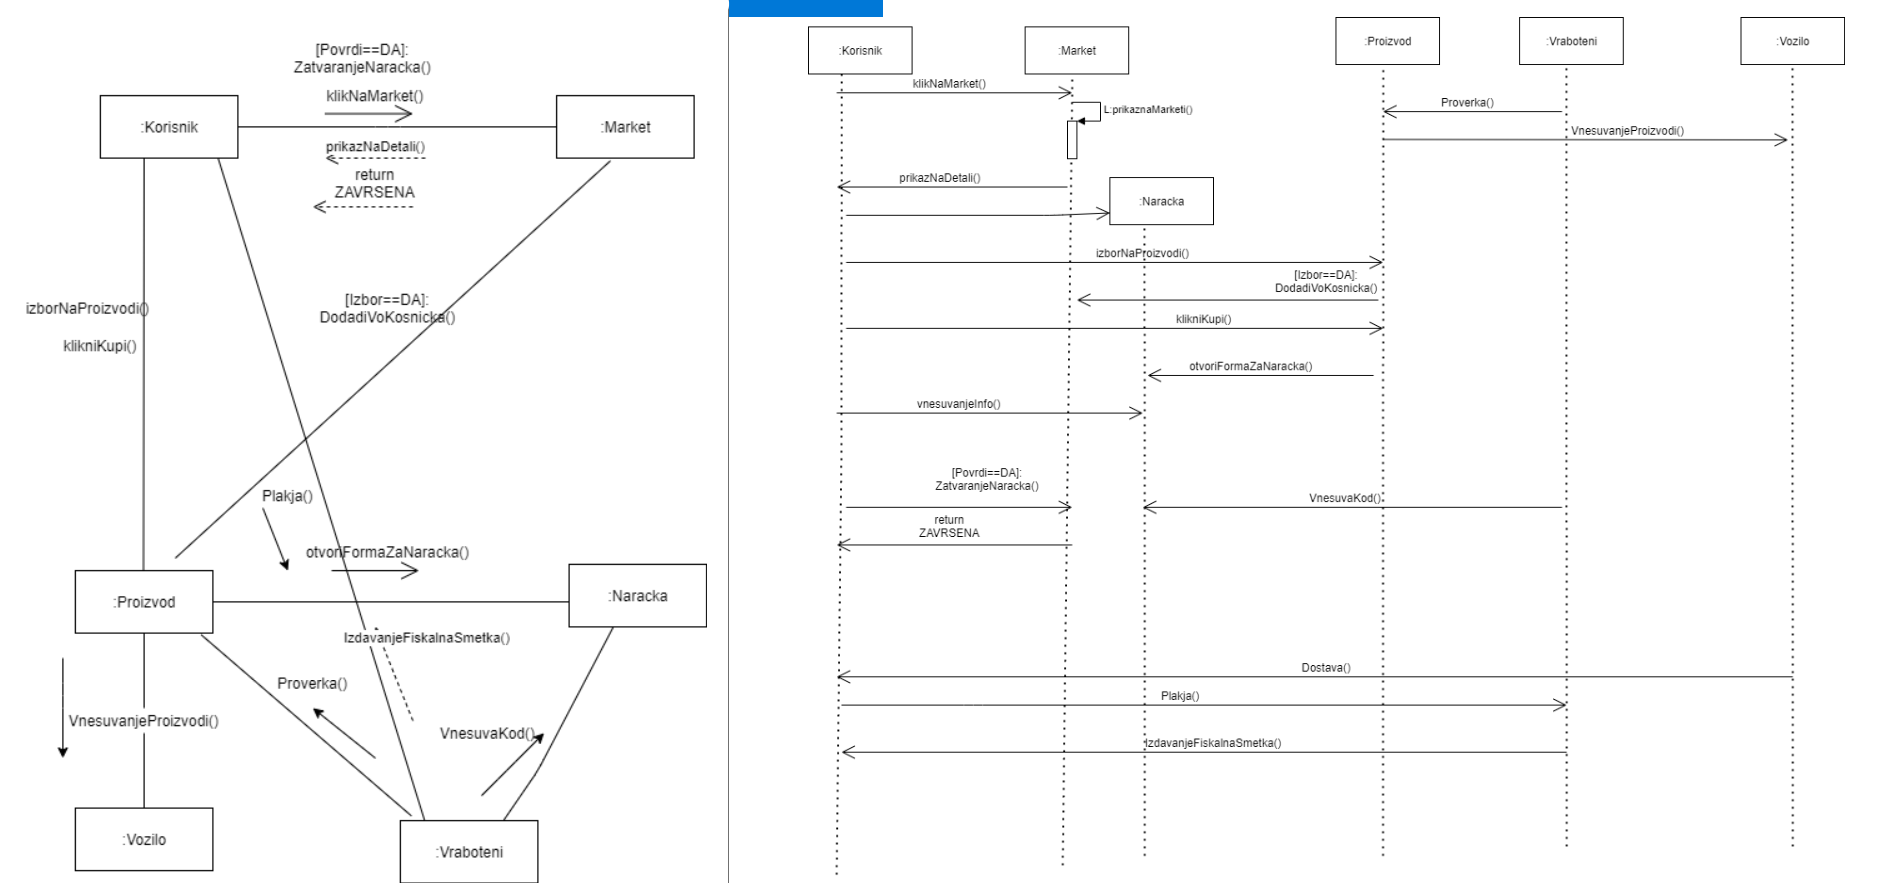 [Povrdi==DA]:
ZatvaranjeNaracka()
klikNaMarket()
:Korisnik
:Market
prikazNaDetali()
return
ZAVRSENA
izborNaProizvodi()
[Izbor==DA]:
DodadiVoKosnicka()
klikniKupi()
Plakja()
otvoriFormaZaNaracka()
:Proizvod
:Naracka
IzdavanjeFiskalnaSmetka()
Proverka()
VnesuvanjeProizvodi()
VnesuvaKod()
:Vozilo
:Vraboteni
:Korisnik
:Market
:Proizvod
:Vraboteni
:Vozilo
klikNaMarket()
L:prikaznaMarketi()
Proverka()
VnesuvanjeProizvodi()
prikazNaDetali()
:Naracka
izborNaProizvodi()
[Izbor==DA]:
DodadiVoKosnicka()
klikniKupi()
otvoriFormaZaNaracka()
vnesuvanjeInfo()
[Povrdi==DA]:
ZatvaranjeNaracka()
VnesuvaKod()
return
ZAVRSENA
Dostava()
Plakja()
IzdavanjeFiskalnaSmetka()